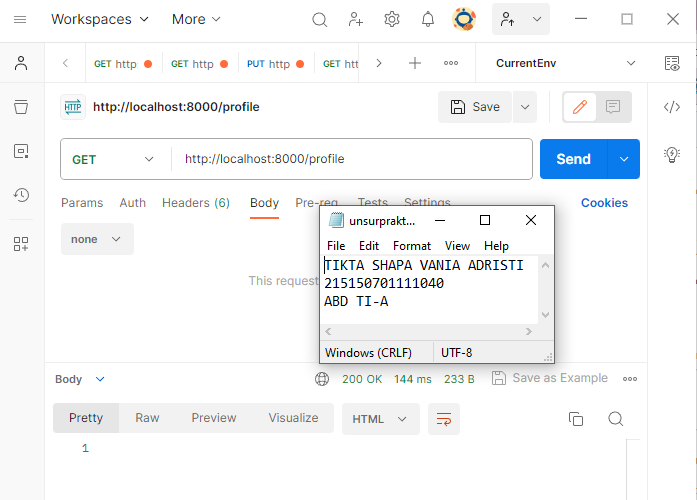 Workspaces More
GET http GET http PUT http GET htt CurrentEnv
HTTP http://localhost:8000/profile Save
GET http://localhost:8000/profile Send
Params Auth Headers (6) Body Pre-req. Tests Settings Cookies
none
This request
unsurprakt...
File Edit Format View Help
TIKTA SHAPA VANIA ADRISTI
215150701111040
ABD TI-A
Windows (CRLF) UTF-8
Body 200 OK 144 ms 233 B Save as Example
Pretty Raw Preview Visualize HTML
1